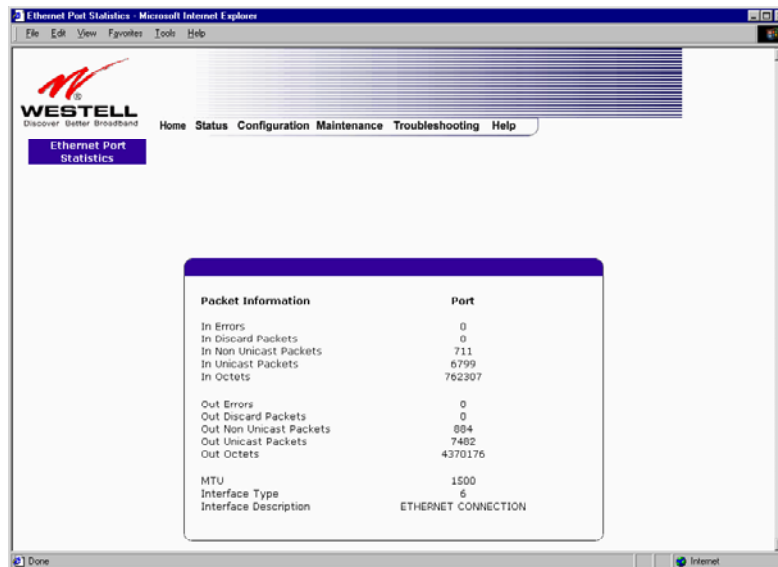 Ethernet Port Statistics - Microsoft Internet Explorer
File Edit View Favorites Tools Help
WESTELL
Discover Better Broadband
Home Status Configuration Maintenance Troubleshooting Help
Ethernet Port
Statistics
Packet Information Port
In Errors 0
In Discard Packets 0
In Non Unicast Packets 711
In Unicast Packets 6799
In Octets 762307
Out Errors 0
Out Discard Packets 0
Out Non Unicast Packets 884
Out Unicast Packets 7482
Out Octets 4370176
MTU 1500
Interface Type 6
Interface Description ETHERNET CONNECTION
Done Internet